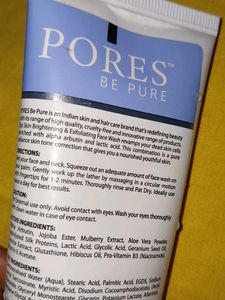 PORES™
BE PURE
PORES Be Pure is an Indian skin and hair care brand that's redefining beauty
with its range of high quality, cruelty-free and innovative range of products.
Skin Brightening & Exfoliating Face Wash revamps your dead skin cells
enriched with alpha arbutin and lactic acid. This combination is a pure
balance skin tone correction that gives you a nourished youthful skin.
DIRECTIONS:
your face and neck. Squeeze out an adequate amount of face wash on
your palm. Gently work up the lather by massaging in a circular motion
fingertips for 1-2 minutes. Thoroughly rinse and Pat Dry. Ideally use
a day for best results.
External use only. Avoid contact with eyes. Wash your eyes thoroughly
clean water in case of eye contact.
ACTIVE INGREDIENTS:
Arbutin, Jojoba Extract, Mulberry Extract, Aloe Vera Powder,
Silk Proteins, Lactic Acid, Glycolic Acid, Geranium Seed Oil,
Extract, Glutathione, Hibiscus Oil, Pro-Vitamin B3 (Niacinamide)
INGREDIENTS:
Water (Aqua), Stearic Acid, Palmitic Acid, EGDS, Sodium
Myristic Acid, Disodium Cocoamphodiacetate, Decyl
Glyceryl Monostearate, Glycerin, Potassium